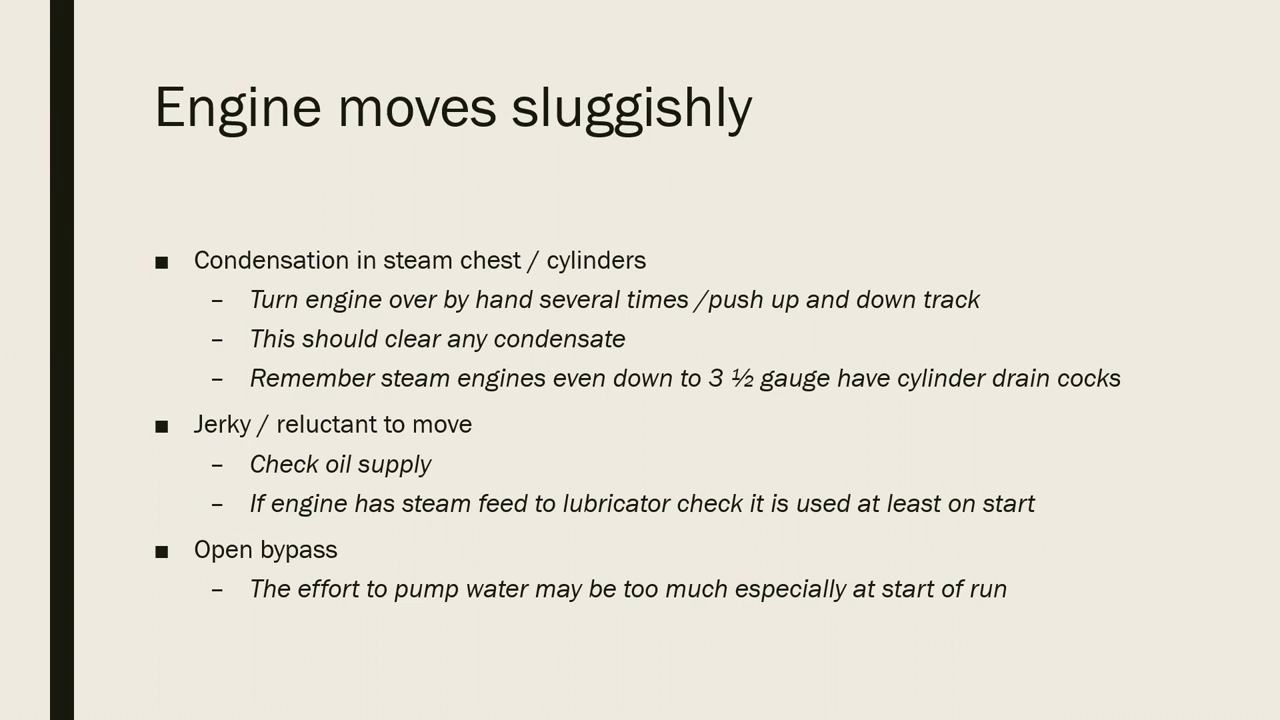 Engine moves sluggishly
■ Condensation in steam chest / cylinders
– Turn engine over by hand several times /push up and down track
– This should clear any condensate
– Remember steam engines even down to 3 ½ gauge have cylinder drain cocks
■ Jerky / reluctant to move
– Check oil supply
– If engine has steam feed to lubricator check it is used at least on start
■ Open bypass
– The effort to pump water may be too much especially at start of run